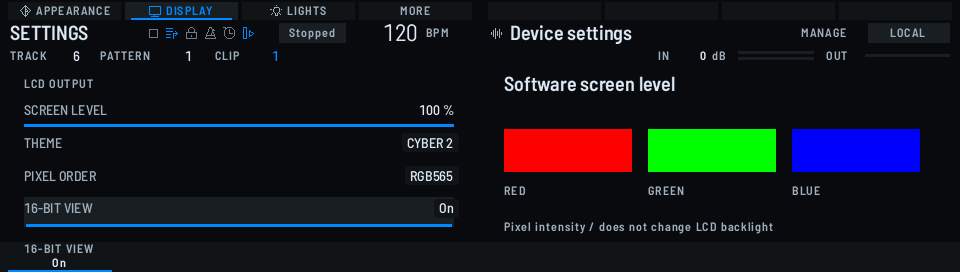 APPEARANCE DISPLAY LIGHTS MORE
SETTINGS Stopped 120 BPM Device settings MANAGE LOCAL
TRACK 6 PATTERN 1 CLIP 1 IN 0 dB OUT
LCD OUTPUT
SCREEN LEVEL 100 %
THEME CYBER 2
PIXEL ORDER RGB565
16-BIT VIEW On
16-BIT VIEW
On
Software screen level
RED GREEN BLUE
Pixel intensity / does not change LCD backlight